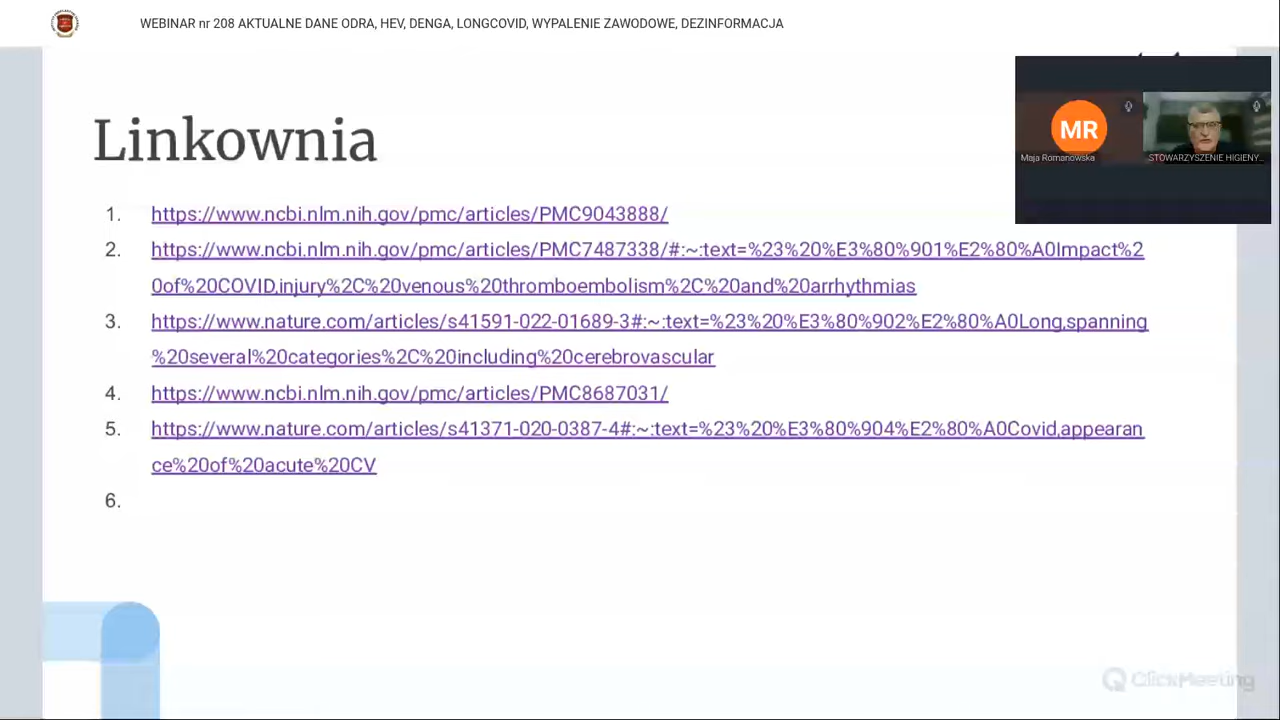 WEBINAR nr 208 AKTUALNE DANE ODRA, HEV, DENGA, LONGCOVID, WYPALENIE ZAWODOWE, DEZINFORMACJA
MR
Maja Romanowska
STOWARZYSZENIE HIGIENY...
Linkownia
1. https://www.ncbi.nlm.nih.gov/pmc/articles/PMC9043888/
2. https://www.ncbi.nlm.nih.gov/pmc/articles/PMC7487338/#:~:text=%23%20%E3%80%901%E2%80%A0Impact%2
0of%20COVID,injury%2C%20venous%20thromboembolism%2C%20and%20arrhythmias
3. https://www.nature.com/articles/s41591-022-01689-3#:~:text=%23%20%E3%80%902%E2%80%A0Long,spanning
%20several%20categories%2C%20including%20cerebrovascular
4. https://www.ncbi.nlm.nih.gov/pmc/articles/PMC8687031/
5. https://www.nature.com/articles/s41371-020-0387-4#:~:text=%23%20%E3%80%904%E2%80%A0Covid,appearan
ce%20of%20acute%20CV
6.
ClickMeeting